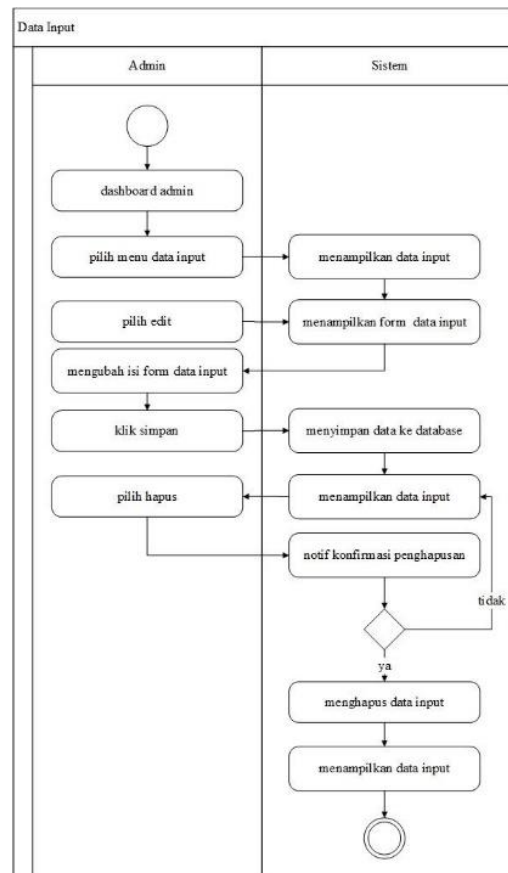 Data Input
Admin
Sistem
dashboard admin
pilih menu data input
menampilkan data input
pilih edit
menampilkan form data input
mengubah isi form data input
klik simpan
menyimpan data ke database
pilih hapus
menampilkan data input
notif konfirmasi penghapusan
tidak
ya
menghapus data input
menampilkan data input